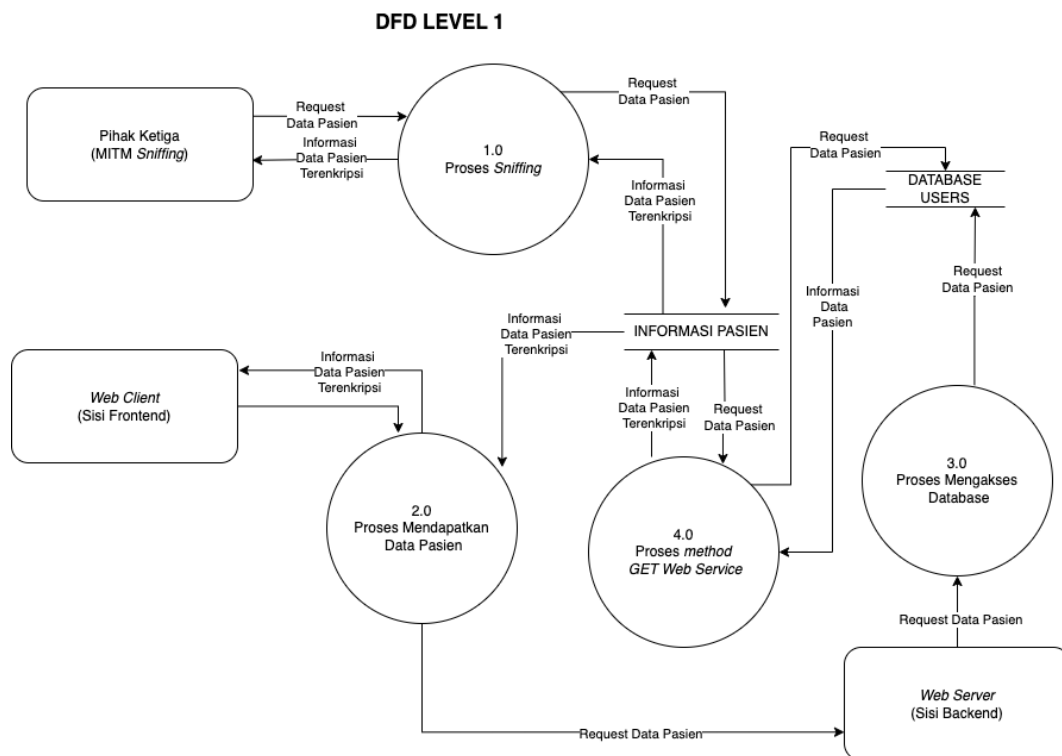 DFD LEVEL 1
Pihak Ketiga
(MITM Sniffing)
Request
Data Pasien
Informasi
Data Pasien
Terenkripsi
1.0
Proses Sniffing
Request
Data Pasien
Informasi
Data Pasien
Terenkripsi
Request
Data Pasien
DATABASE
USERS
Informasi
Data
Pasien
Request
Data Pasien
INFORMASI PASIEN
Informasi
Data Pasien
Terenkripsi
Web Client
(Sisi Frontend)
Informasi
Data Pasien
Terenkripsi
Informasi
Data Pasien
Terenkripsi
Request
Data Pasien
2.0
Proses Mendapatkan
Data Pasien
4.0
Proses method
GET Web Service
3.0
Proses Mengakses
Database
Request Data Pasien
Web Server
(Sisi Backend)
Request Data Pasien